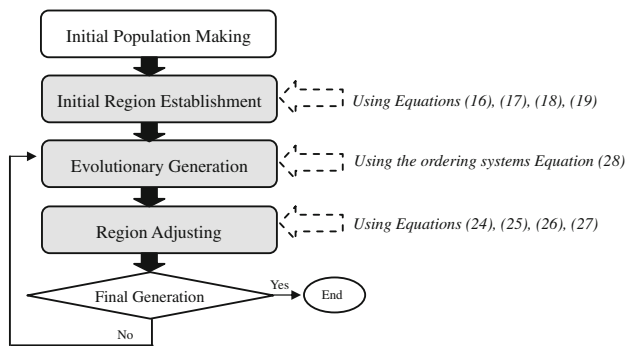 Initial Population Making
Initial Region Establishment
Using Equations (16), (17), (18), (19)
Evolutionary Generation
Using the ordering systems Equation (28)
Region Adjusting
Using Equations (24), (25), (26), (27)
Final Generation
Yes
End
No